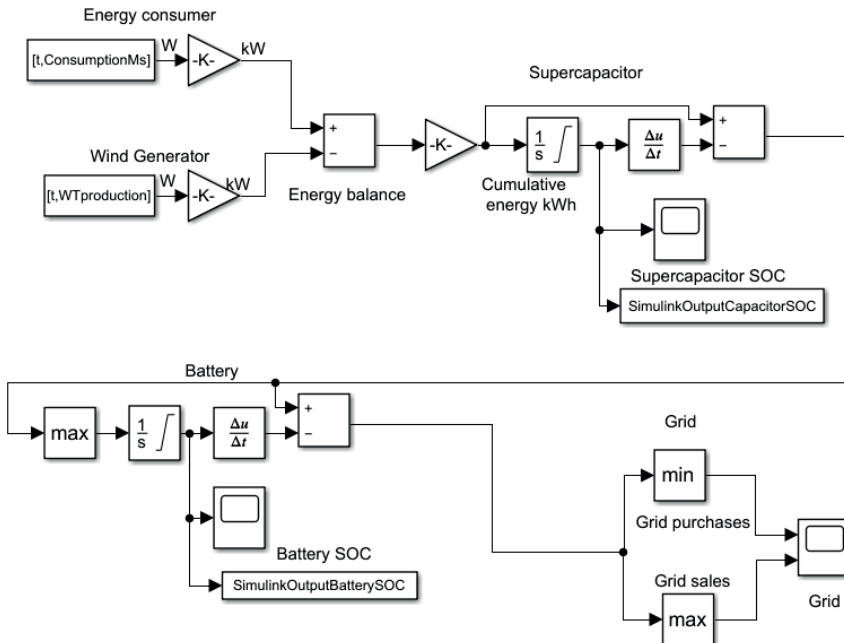 Energy consumer
[t,ConsumptionMs]
W
-K-
kW
Wind Generator
[t,WTproduction]
W
-K-
kW
+
−
Energy balance
-K-
Supercapacitor
1
s
Cumulative
energy kWh
Δu
Δt
+
−
Supercapacitor SOC
SimulinkOutputCapacitorSOC
Battery
max
1
s
Δu
Δt
+
−
Battery SOC
SimulinkOutputBatterySOC
Grid
min
Grid purchases
Grid sales
max
Grid